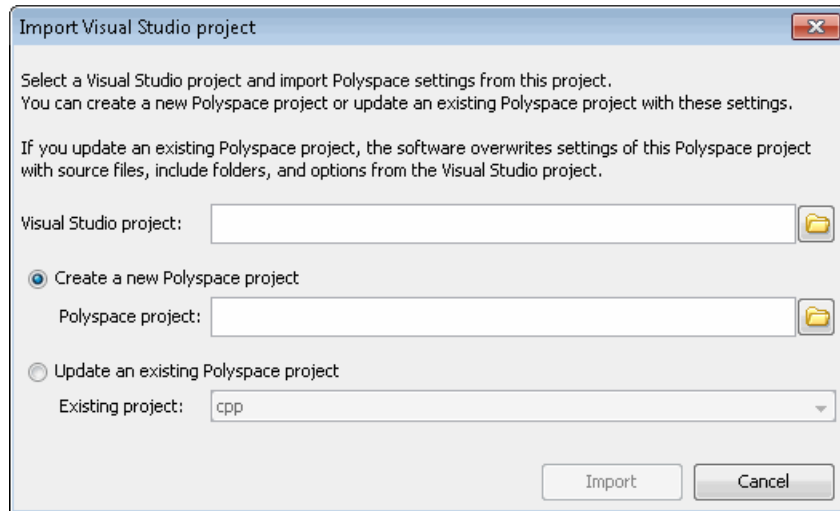 Import Visual Studio project
Select a Visual Studio project and import Polyspace settings from this project.
You can create a new Polyspace project or update an existing Polyspace project with these settings.
If you update an existing Polyspace project, the software overwrites settings of this Polyspace project
with source files, include folders, and options from the Visual Studio project.
Visual Studio project:
Create a new Polyspace project
Polyspace project:
Update an existing Polyspace project
Existing project: cpp
Import Cancel